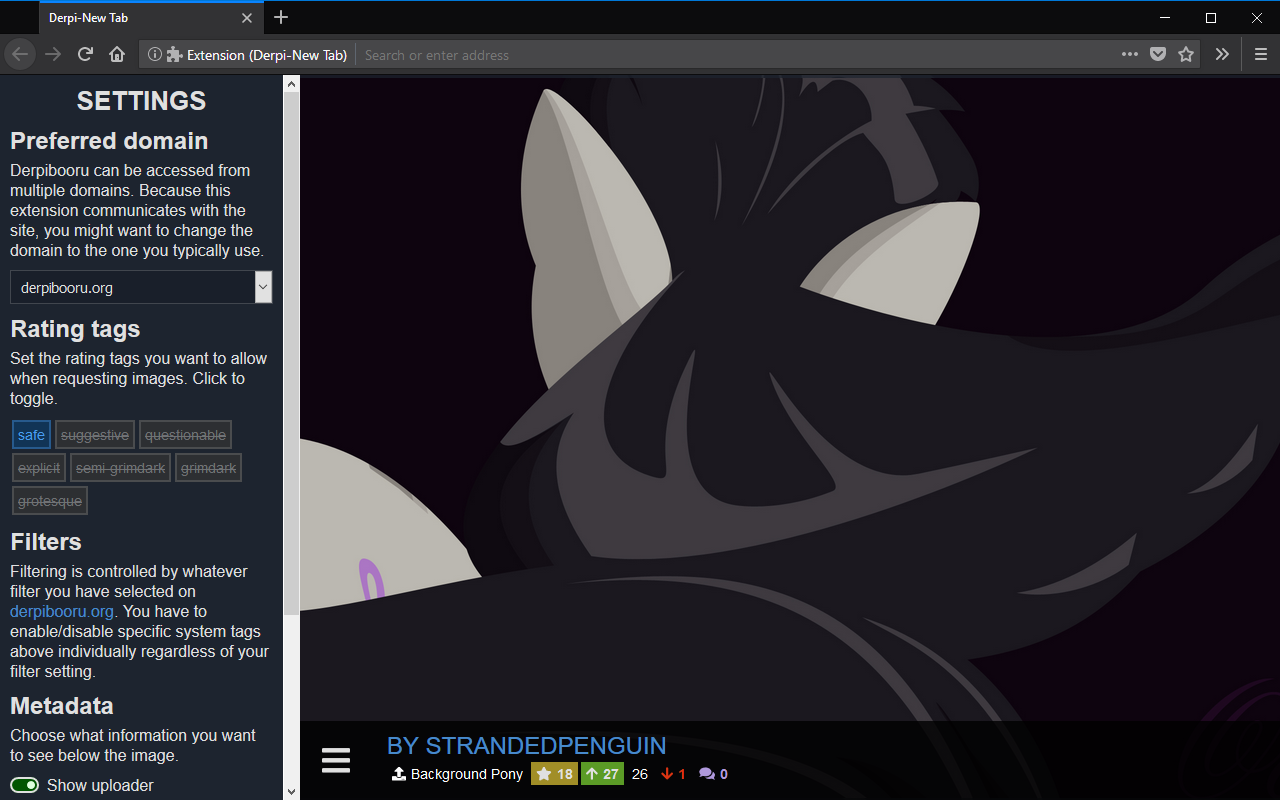 Derpi-New Tab
Extension (Derpi-New Tab) Search or enter address
SETTINGS
Preferred domain
Derpibooru can be accessed from
multiple domains. Because this
extension communicates with the
site, you might want to change the
domain to the one you typically use.
derpibooru.org
Rating tags
Set the rating tags you want to allow
when requesting images. Click to
toggle.
safe suggestive questionable
explicit semi-grimdark grimdark
grotesque
Filters
Filtering is controlled by whatever
filter you have selected on
derpibooru.org. You have to
enable/disable specific system tags
above individually regardless of your
filter setting.
Metadata
Choose what information you want
to see below the image.
Show uploader
BY STRANDEDPENGUIN
Background Pony 18 27 26 1 0